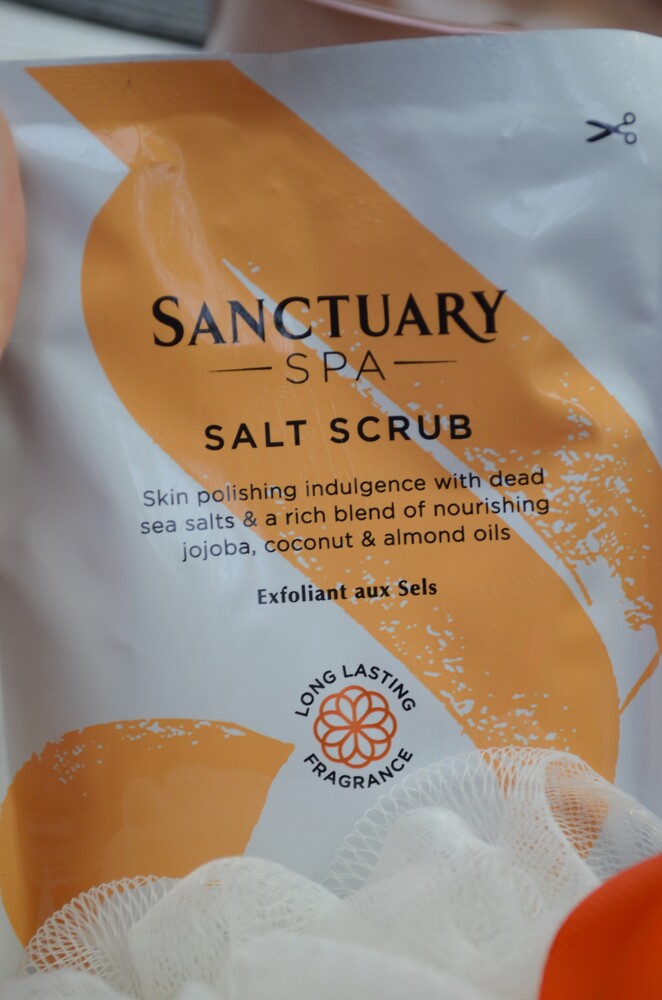 SANCTUARY
SPA
SALT SCRUB
Skin polishing indulgence with dead
sea salts & a rich blend of nourishing
jojoba, coconut & almond oils
Exfoliant aux Sels
LONG LASTING
FRAGRANCE